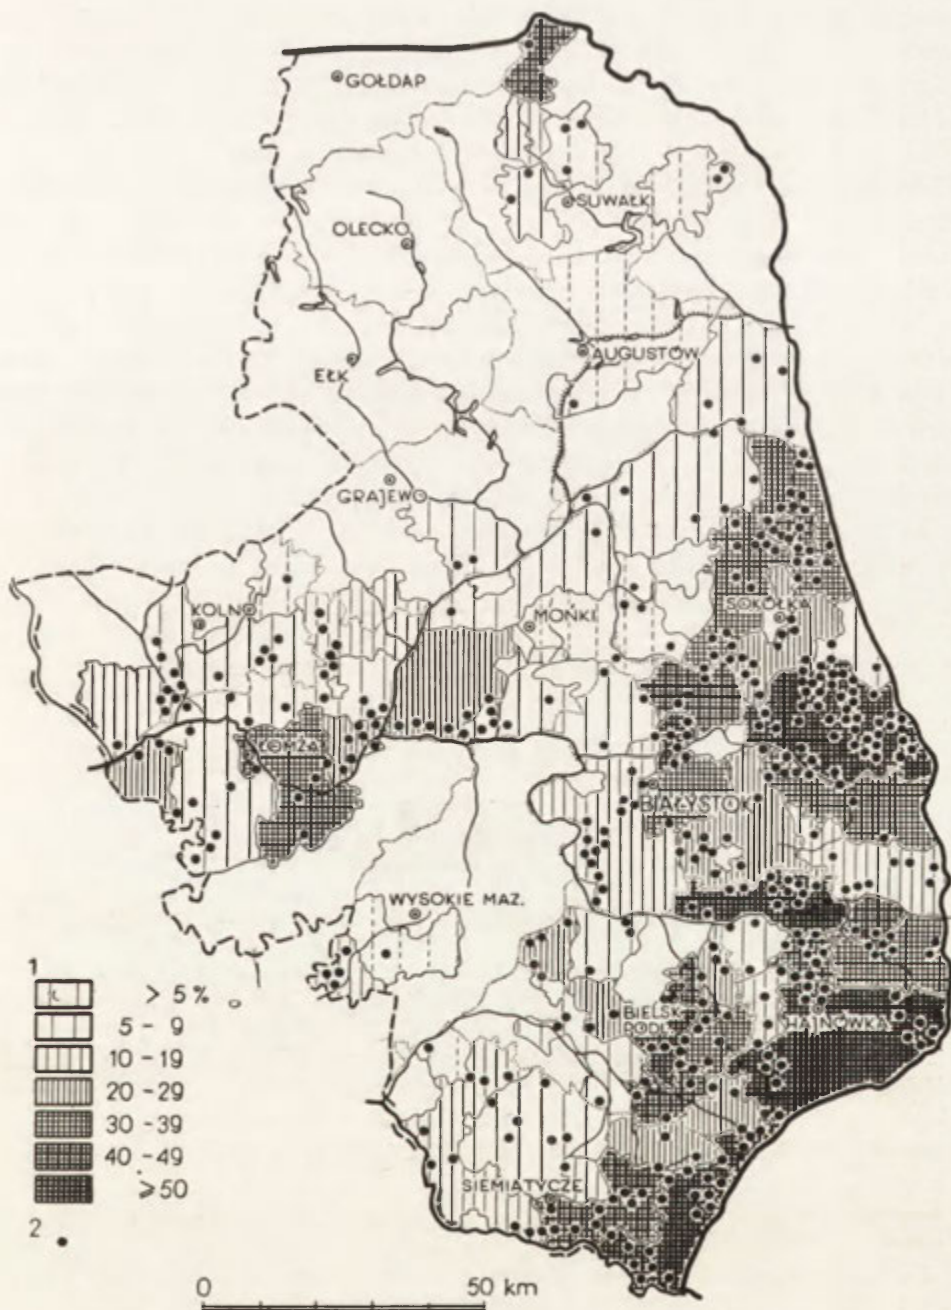 GOŁDAP
SUWAŁK
OLECKO
AUGUSTÓW
EŁK
GRAJEWO
KOLNO
MOŃKI
SOKÓŁKA
ŁOMŻA
BIAŁYSTOK
WYSOKIE MAZ.
BIELSK
PODL.
HAJNÓWKA
SIEMIATYCZE
1
> 5%
5 - 9
10 - 19
20 - 29
30 - 39
40 - 49
⩾ 50
2
0 50 km